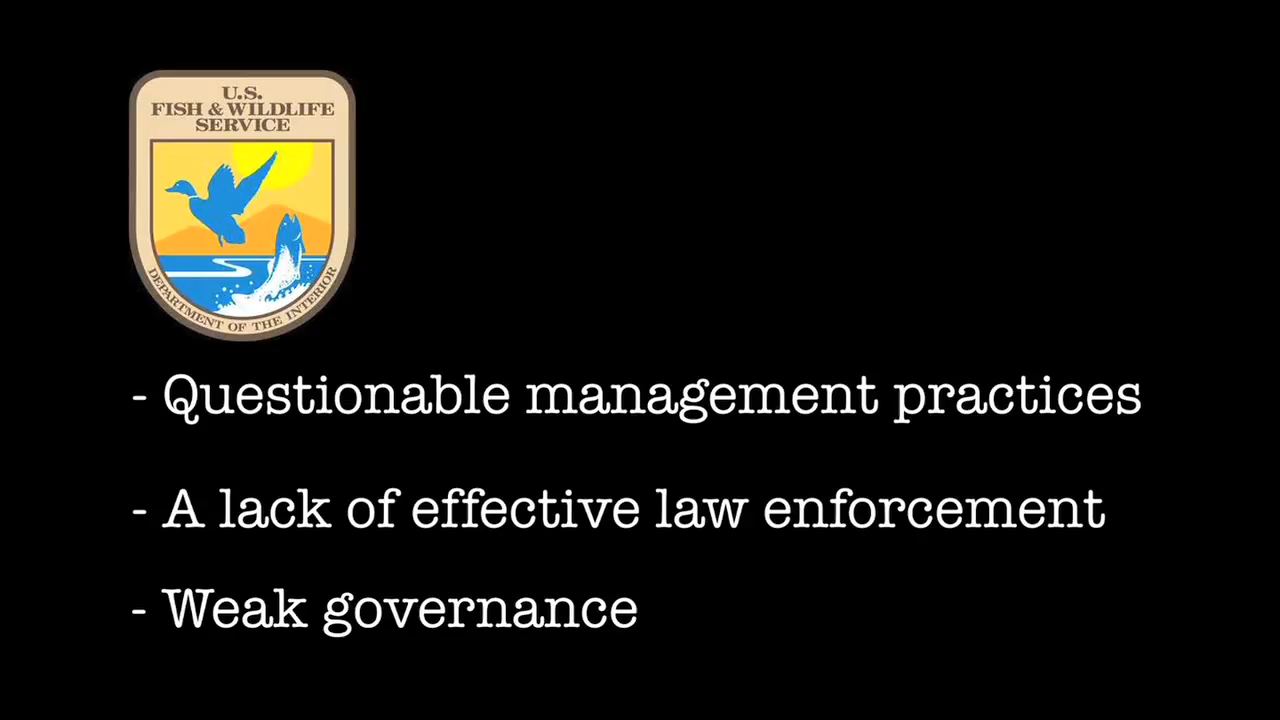 U.S.
FISH & WILDLIFE
SERVICE
DEPARTMENT OF THE INTERIOR
- Questionable management practices
- A lack of effective law enforcement
- Weak governance